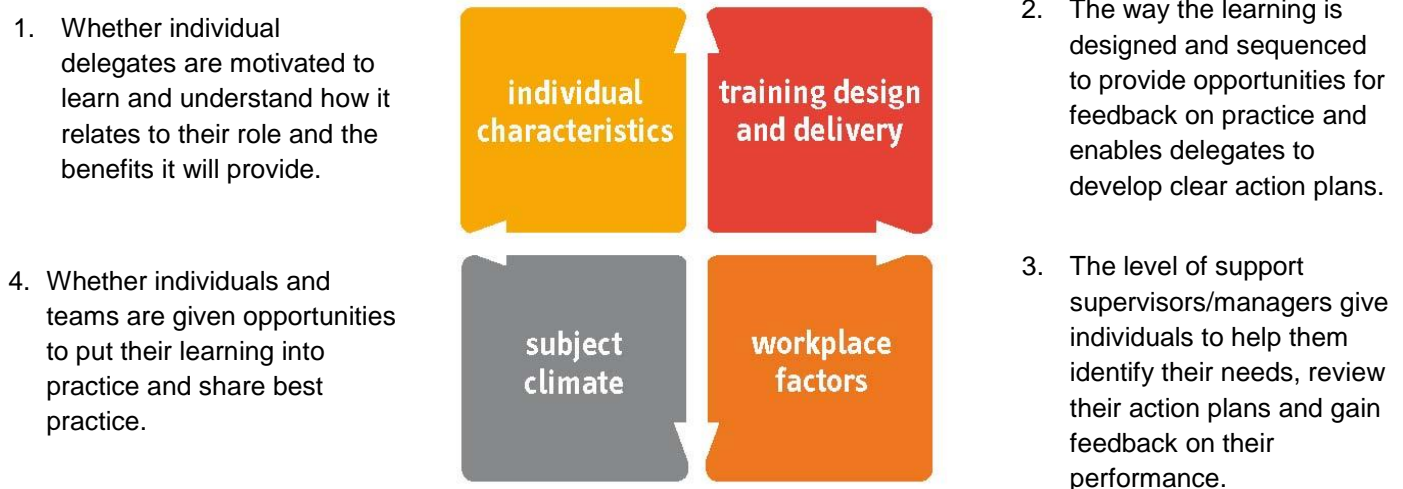 1. Whether individual
delegates are motivated to
learn and understand how it
relates to their role and the
benefits it will provide.
individual
characteristics
training design
and delivery
2. The way the learning is
designed and sequenced
to provide opportunities for
feedback on practice and
enables delegates to
develop clear action plans.
4. Whether individuals and
teams are given opportunities
to put their learning into
practice and share best
practice.
subject
climate
workplace
factors
3. The level of support
supervisors/managers give
individuals to help them
identify their needs, review
their action plans and gain
feedback on their
performance.